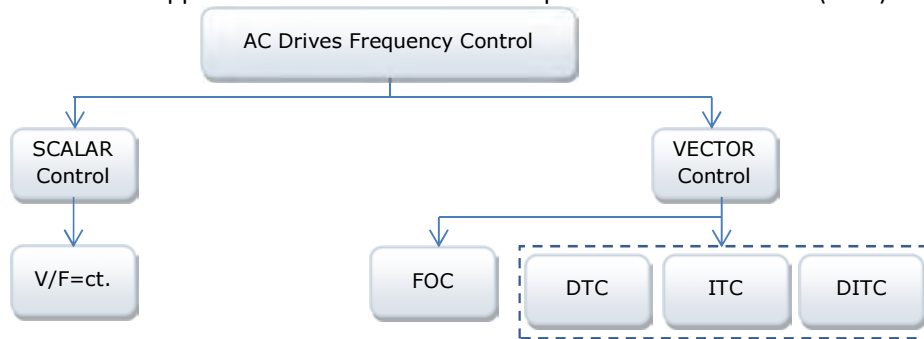 AC Drives Frequency Control
SCALAR
Control
VECTOR
Control
V/F=ct.
FOC
DTC
ITC
DITC